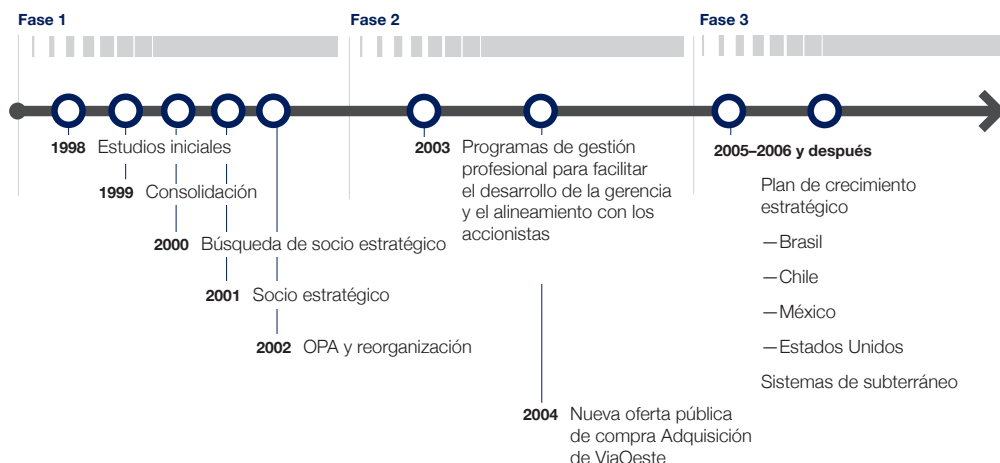 Fase 1
Fase 2
Fase 3
1998 Estudios iniciales
1999 Consolidación
2000 Búsqueda de socio estratégico
2001 Socio estratégico
2002 OPA y reorganización
2003 Programas de gestión
profesional para facilitar
el desarrollo de la gerencia
y el alineamiento con los
accionistas
2004 Nueva oferta pública
de compra Adquisición
de ViaOeste
2005–2006 y después
Plan de crecimiento
estratégico
—Brasil
—Chile
—México
—Estados Unidos
Sistemas de subterráneo